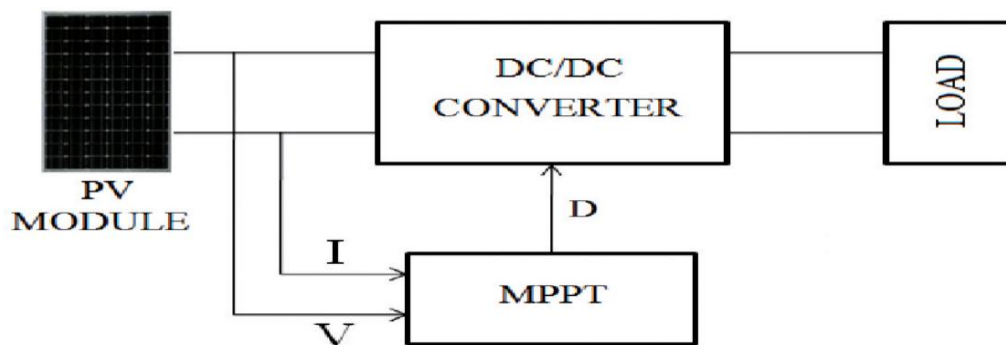 DC/DC
CONVERTER
LOAD
PV
MODULE
D
I
V
MPPT